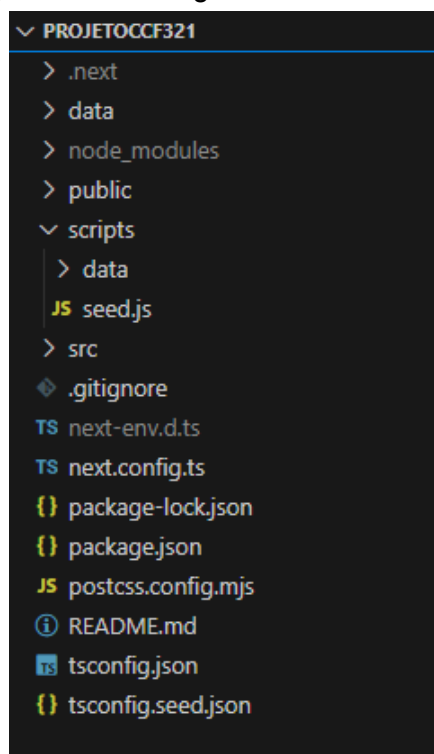 PROJETOCCF321
.next
data
node_modules
public
scripts
data
JS seed.js
src
.gitignore
TS next-env.d.ts
TS next.config.ts
{} package-lock.json
{} package.json
JS postcss.config.mjs
README.md
TS tsconfig.json
{} tsconfig.seed.json